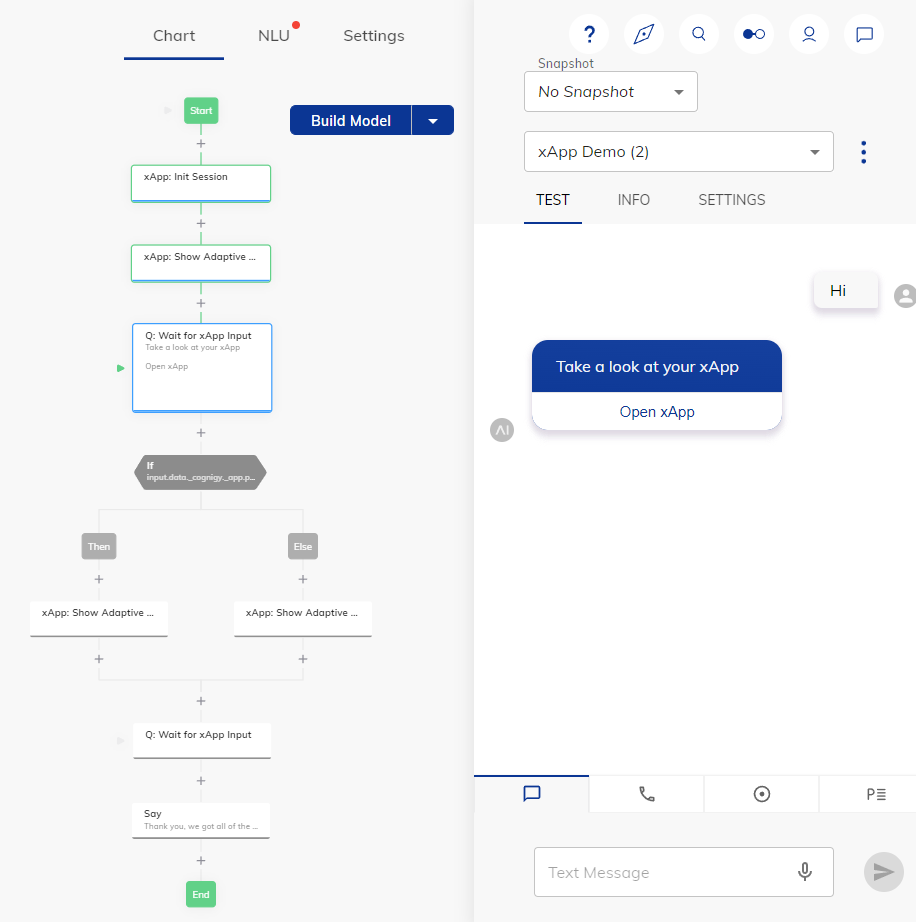 Chart
NLU
Settings
Start
Build Model
xApp: Init Session
xApp: Show Adaptive ...
Q: Wait for xApp Input
Take a look at your xApp
Open xApp
If
input.data._cognigy._app.p...
Then
Else
xApp: Show Adaptive ...
xApp: Show Adaptive ...
Q: Wait for xApp Input
Say
Thank you, we got all of the ...
End
?
Snapshot
No Snapshot
xApp Demo (2)
TEST
INFO
SETTINGS
Hi
Take a look at your xApp
Open xApp
AI
P
Text Message